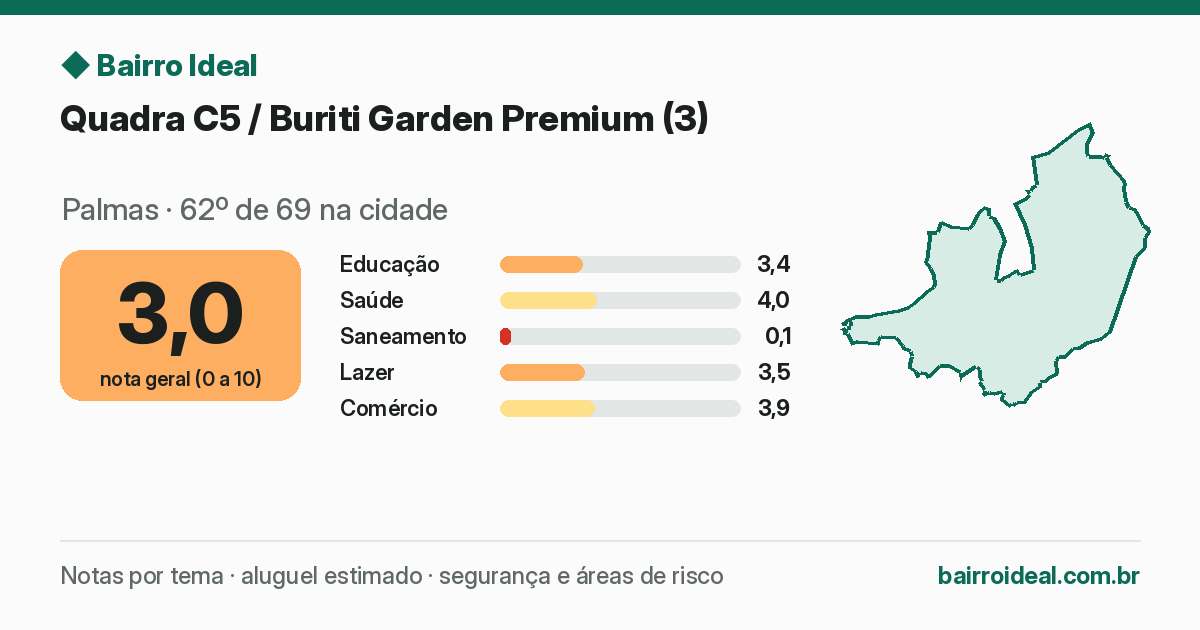 Bairro Ideal
Quadra C5 / Buriti Garden Premium (3)
Palmas · 62º de 69 na cidade
3,0
nota geral (0 a 10)
Educação 3,4
Saúde 4,0
Saneamento 0,1
Lazer 3,5
Comércio 3,9
Notas por tema · aluguel estimado · segurança e áreas de risco
bairroideal.com.br